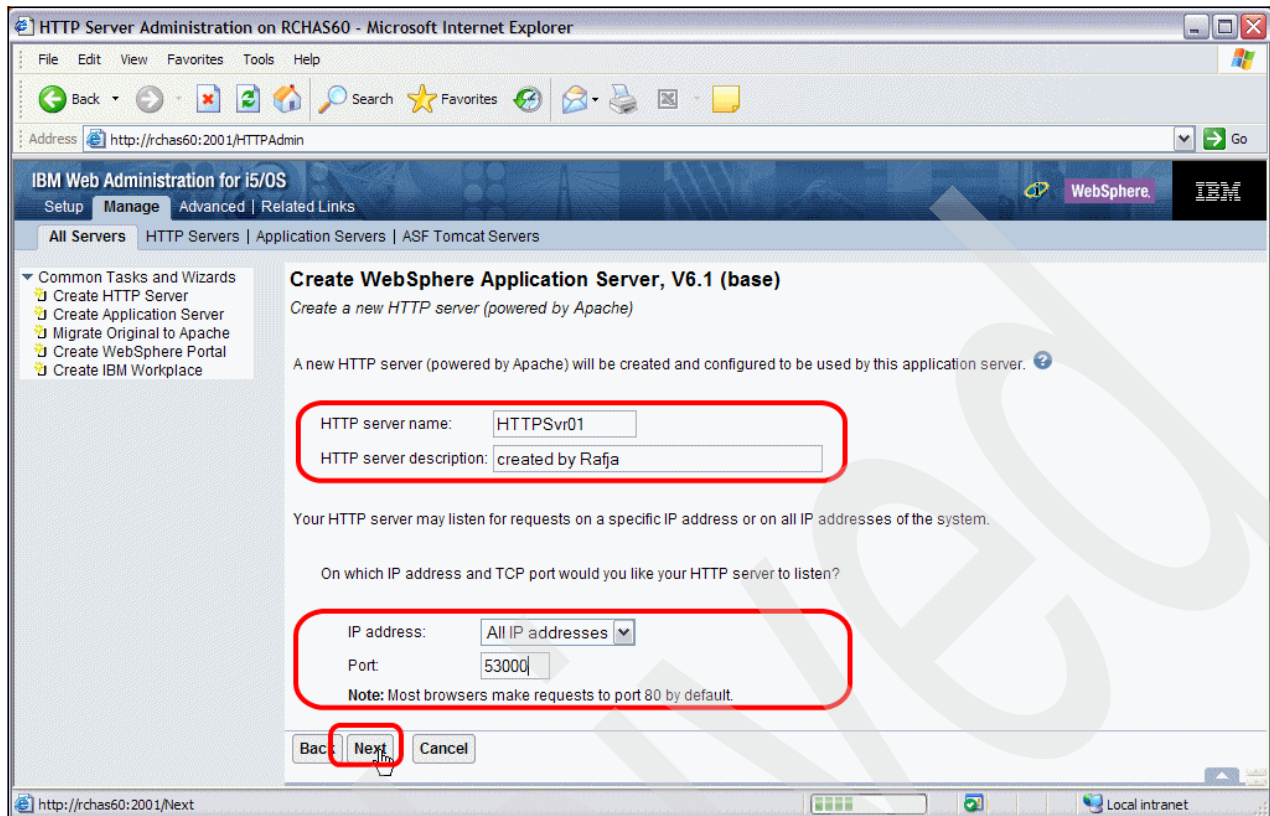 HTTP Server Administration on RCHAS60 - Microsoft Internet Explorer
File Edit View Favorites Tools Help
Back Search Favorites
Address http://rchas60:2001/HTTPAdmin Go
IBM Web Administration for i5/OS
WebSphere. IBM
Setup Manage Advanced | Related Links
All Servers HTTP Servers | Application Servers | ASF Tomcat Servers
Common Tasks and Wizards
Create HTTP Server
Create Application Server
Migrate Original to Apache
Create WebSphere Portal
Create IBM Workplace
Create WebSphere Application Server, V6.1 (base)
Create a new HTTP server (powered by Apache)
A new HTTP server (powered by Apache) will be created and configured to be used by this application server. ?
HTTP server name: HTTPSvr01
HTTP server description: created by Rafja
Your HTTP server may listen for requests on a specific IP address or on all IP addresses of the system.
On which IP address and TCP port would you like your HTTP server to listen?
IP address: All IP addresses
Port: 53000
Note: Most browsers make requests to port 80 by default.
Back Next Cancel
http://rchas60:2001/Next Local intranet